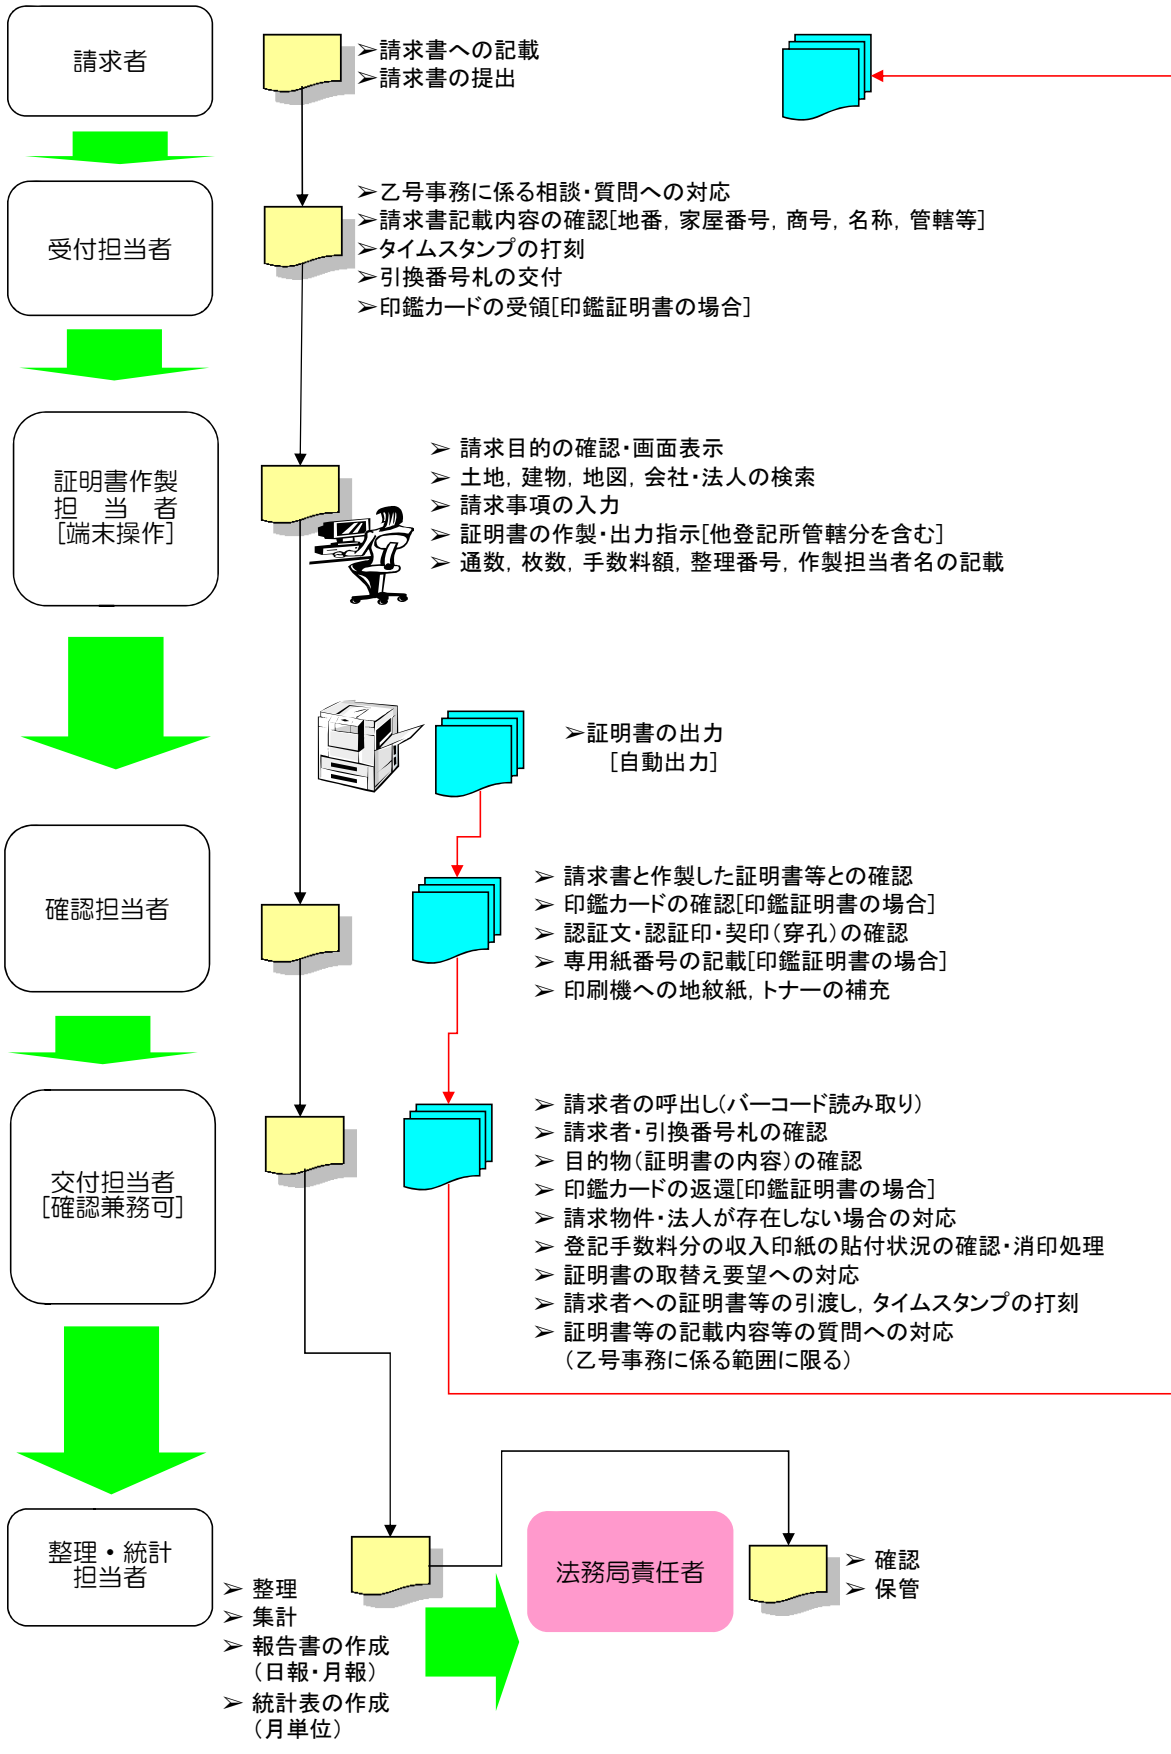 請求者
➢請求書への記載
➢請求書の提出
受付担当者
➢乙号事務に係る相談・質問への対応
➢請求書記載内容の確認[地番，家屋番号，商号，名称，管轄等]
➢タイムスタンプの打刻
➢引換番号札の交付
➢印鑑カードの受領[印鑑証明書の場合]
証明書作製
担　当　者
[端末操作]
➢ 請求目的の確認・画面表示
➢ 土地，建物，地図，会社・法人の検索
➢ 請求事項の入力
➢ 証明書の作製・出力指示[他登記所管轄分を含む]
➢ 通数，枚数，手数料額，整理番号，作製担当者名の記載
➢証明書の出力
[自動出力]
確認担当者
➢ 請求書と作製した証明書等との確認
➢ 印鑑カードの確認[印鑑証明書の場合]
➢ 認証文・認証印・契印（穿孔）の確認
➢ 専用紙番号の記載[印鑑証明書の場合]
➢ 印刷機への地紋紙，トナーの補充
交付担当者
[確認兼務可]
➢ 請求者の呼出し（バーコード読み取り）
➢ 請求者・引換番号札の確認
➢ 目的物（証明書の内容）の確認
➢ 印鑑カードの返還[印鑑証明書の場合]
➢ 請求物件・法人が存在しない場合の対応
➢ 登記手数料分の収入印紙の貼付状況の確認・消印処理
➢ 証明書の取替え要望への対応
➢ 請求者への証明書等の引渡し，タイムスタンプの打刻
➢ 証明書等の記載内容等の質問への対応
（乙号事務に係る範囲に限る）
整理・統計
担当者
➢ 整理
➢ 集計
➢ 報告書の作成
（日報・月報）
➢ 統計表の作成
（月単位）
法務局責任者
➢ 確認
➢ 保管